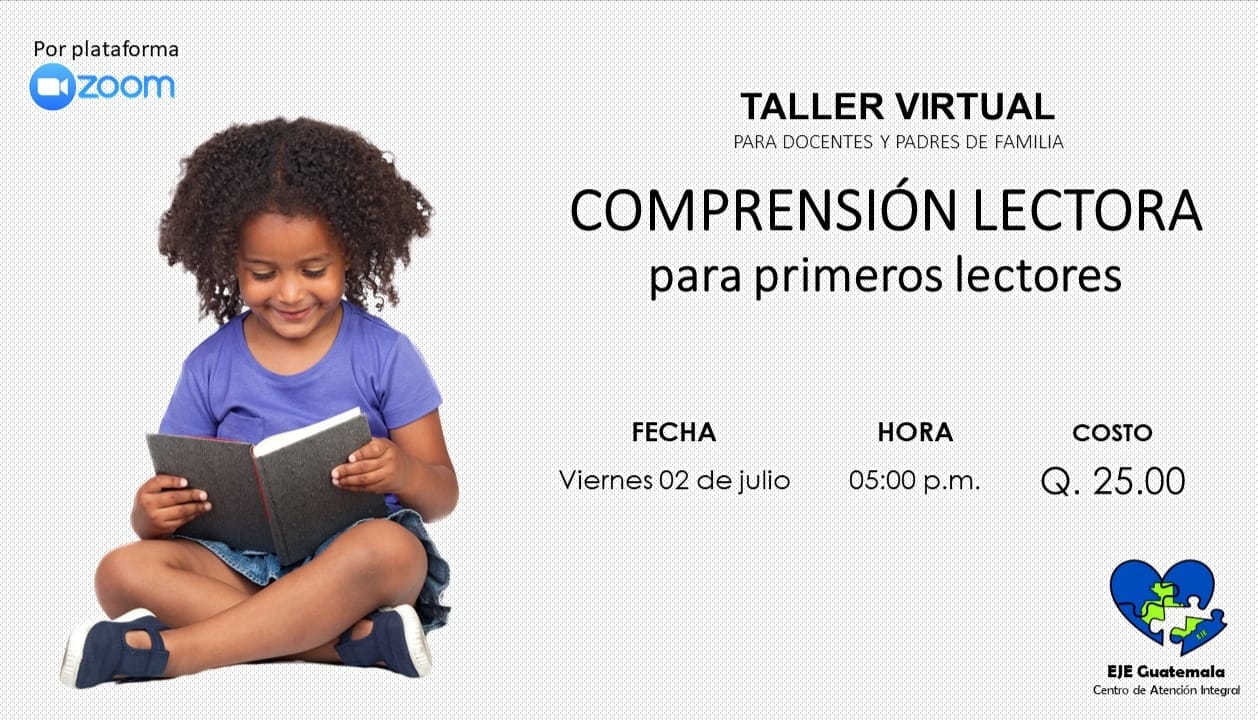 Por plataforma
zoom
TALLER VIRTUAL
PARA DOCENTES Y PADRES DE FAMILIA
COMPRENSIÓN LECTORA
para primeros lectores
FECHA HORA COSTO
Viernes 02 de julio 05:00 p.m. Q. 25.00
EJE
EJE Guatemala
Centro de Atención Integral